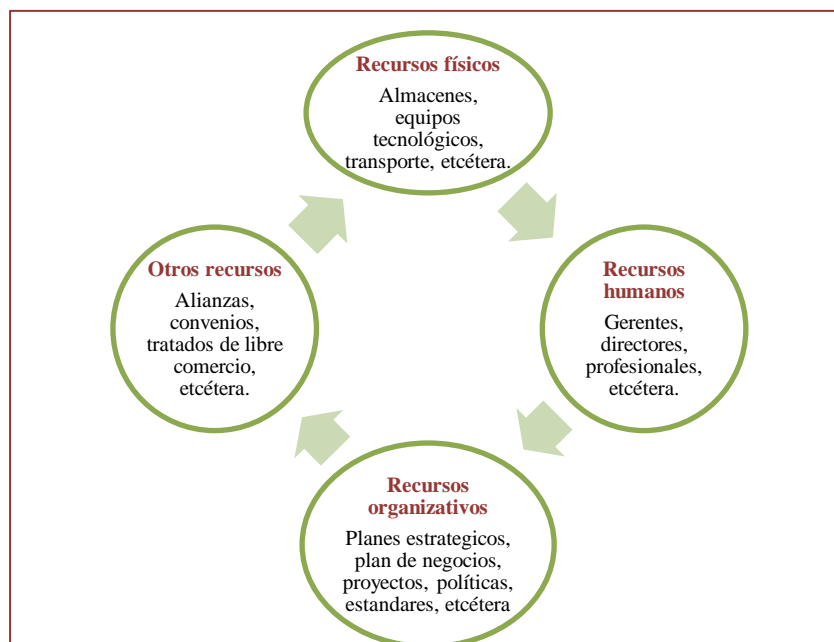 Recursos físicos
Almacenes,
equipos
tecnológicos,
transporte, etcétera.
Recursos
humanos
Gerentes,
directores,
profesionales,
etcétera.
Recursos
organizativos
Planes estrategicos,
plan de negocios,
proyectos, políticas,
estandares, etcétera
Otros recursos
Alianzas,
convenios,
tratados de libre
comercio,
etcétera.